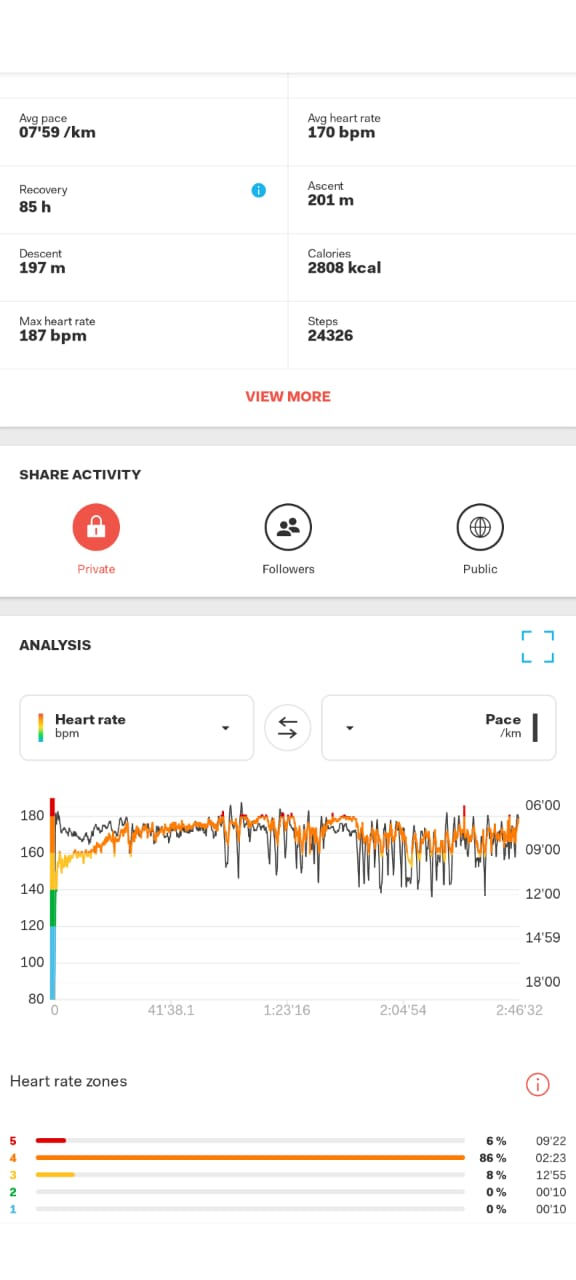 Avg pace
07'59 /km
Avg heart rate
170 bpm
Recovery
85 h
Ascent
201 m
Descent
197 m
Calories
2808 kcal
Max heart rate
187 bpm
Steps
24326
VIEW MORE
SHARE ACTIVITY
Private
Followers
Public
ANALYSIS
Heart rate
bpm
Pace
/km
180
160
140
120
100
80
06'00
09'00
12'00
14'59
18'00
0
41'38.1
1:23'16
2:04'54
2:46'32
Heart rate zones
5 6 % 09'22
4 86 % 02:23
3 8 % 12'55
2 0 % 00'10
1 0 % 00'10